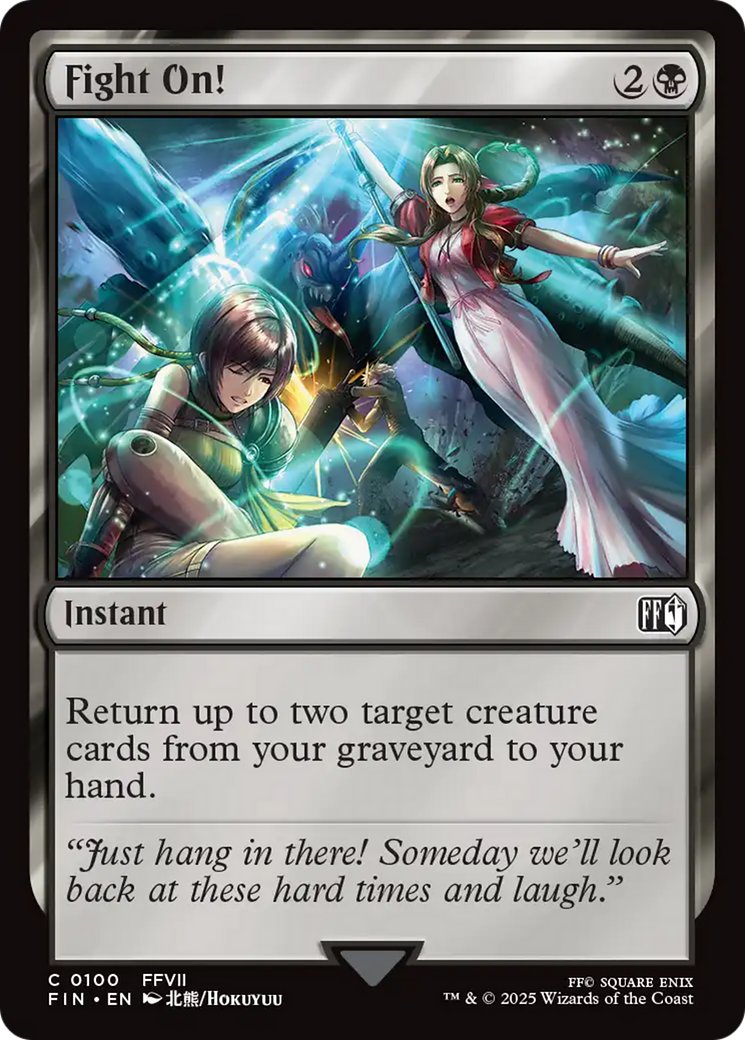 Fight On!
2
Instant
FF
Return up to two target creature
cards from your graveyard to your
hand.
“Just hang in there! Someday we’ll look
back at these hard times and laugh.”
C 0100 FFVII
FIN • EN 北熊/Hokuyuu
FF© SQUARE ENIX
™ & © 2025 Wizards of the Coast